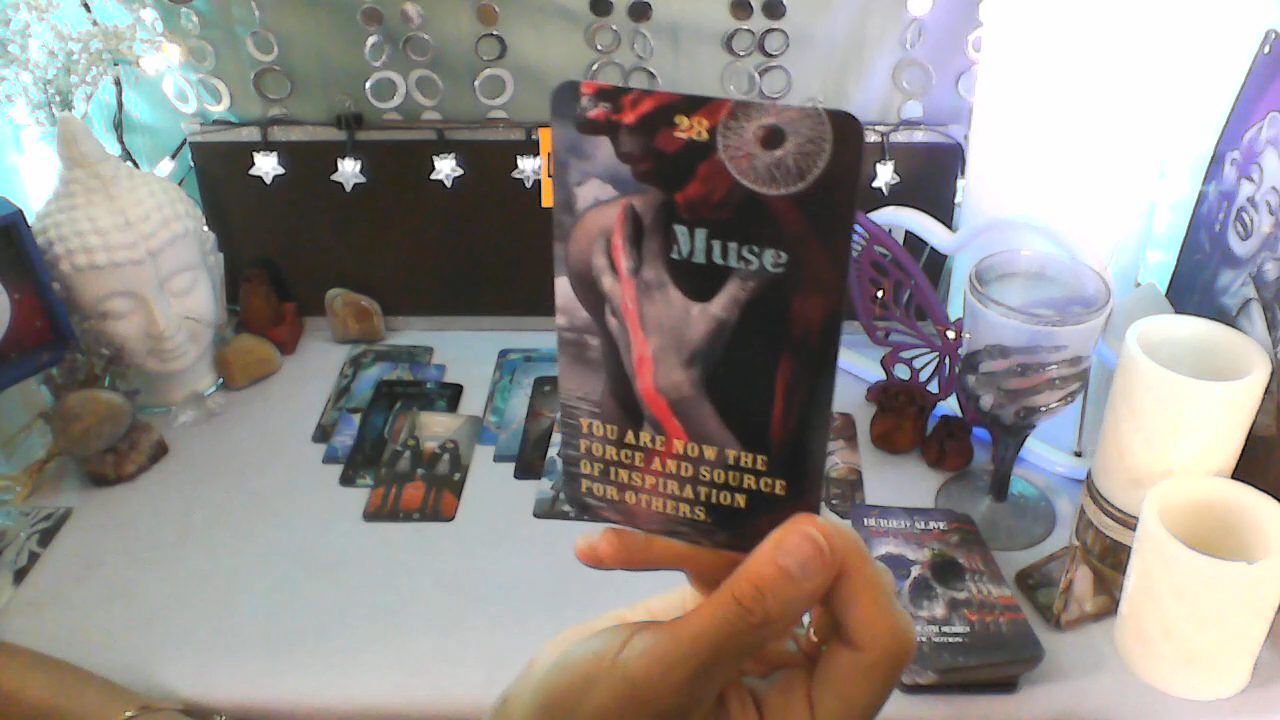 28
Muse
YOU ARE NOW THE
FORCE AND SOURCE
OF INSPIRATION
FOR OTHERS.
BURIED ALIVE